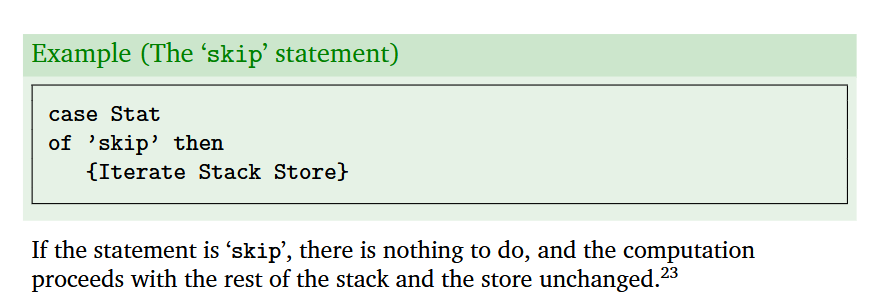 Example (The ‘skip’ statement)
case Stat
of ’skip’ then
{Iterate Stack Store}
If the statement is ‘skip’, there is nothing to do, and the computation
proceeds with the rest of the stack and the store unchanged.²³